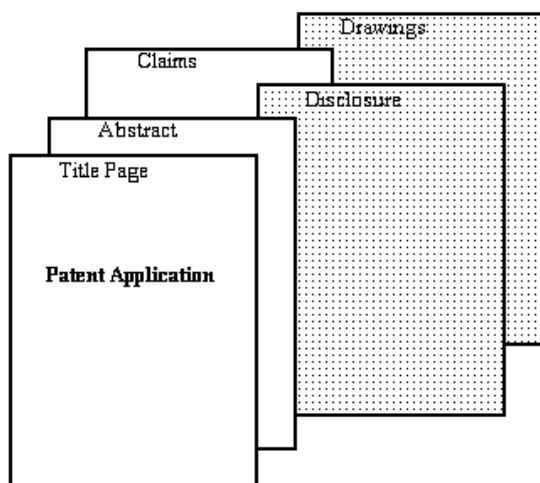 Drawings
Claims
Disclosure
Abstract
Title Page
Patent Application